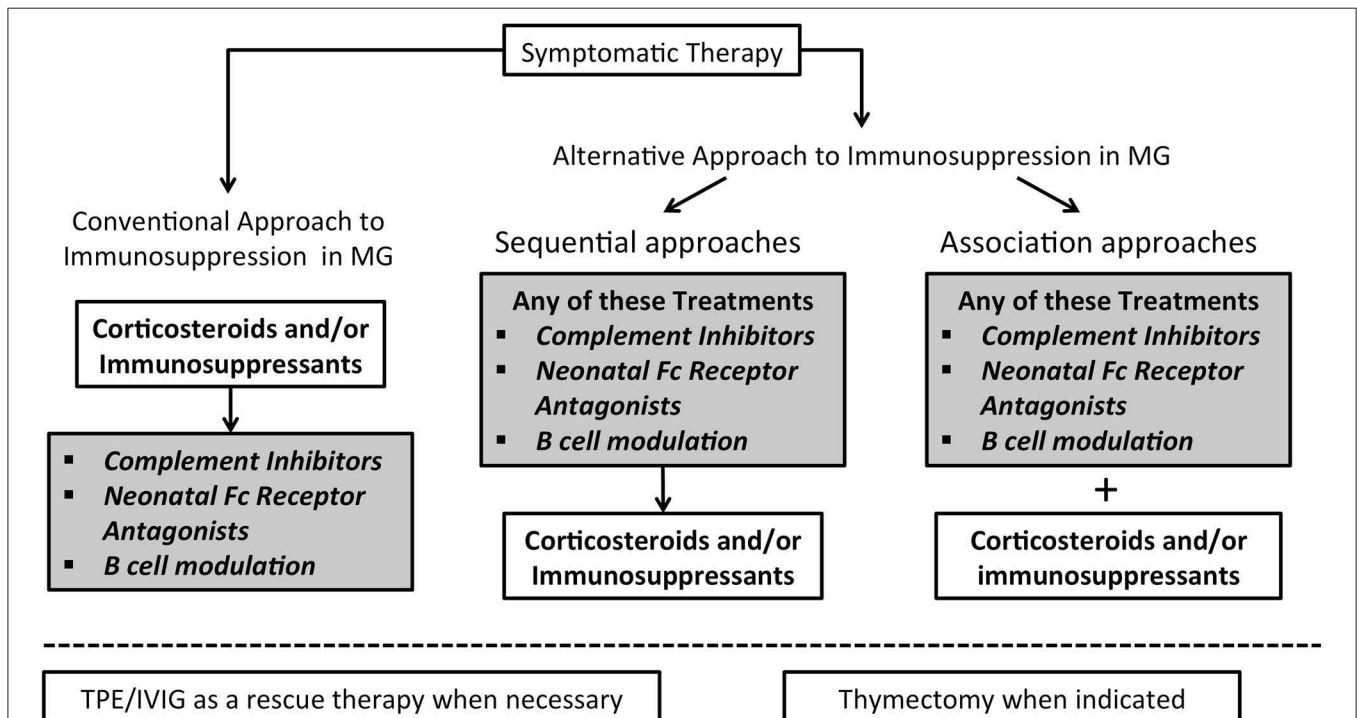 Symptomatic Therapy
Alternative Approach to Immunosuppression in MG
Conventional Approach to
Immunosuppression in MG
Corticosteroids and/or
Immunosuppressants
▪ Complement Inhibitors
▪ Neonatal Fc Receptor
Antagonists
▪ B cell modulation
Sequential approaches
Any of these Treatments
▪ Complement Inhibitors
▪ Neonatal Fc Receptor
Antagonists
▪ B cell modulation
Corticosteroids and/or
Immunosuppressants
Association approaches
Any of these Treatments
▪ Complement Inhibitors
▪ Neonatal Fc Receptor
Antagonists
▪ B cell modulation
+
Corticosteroids and/or
immunosuppressants
TPE/IVIG as a rescue therapy when necessary
Thymectomy when indicated